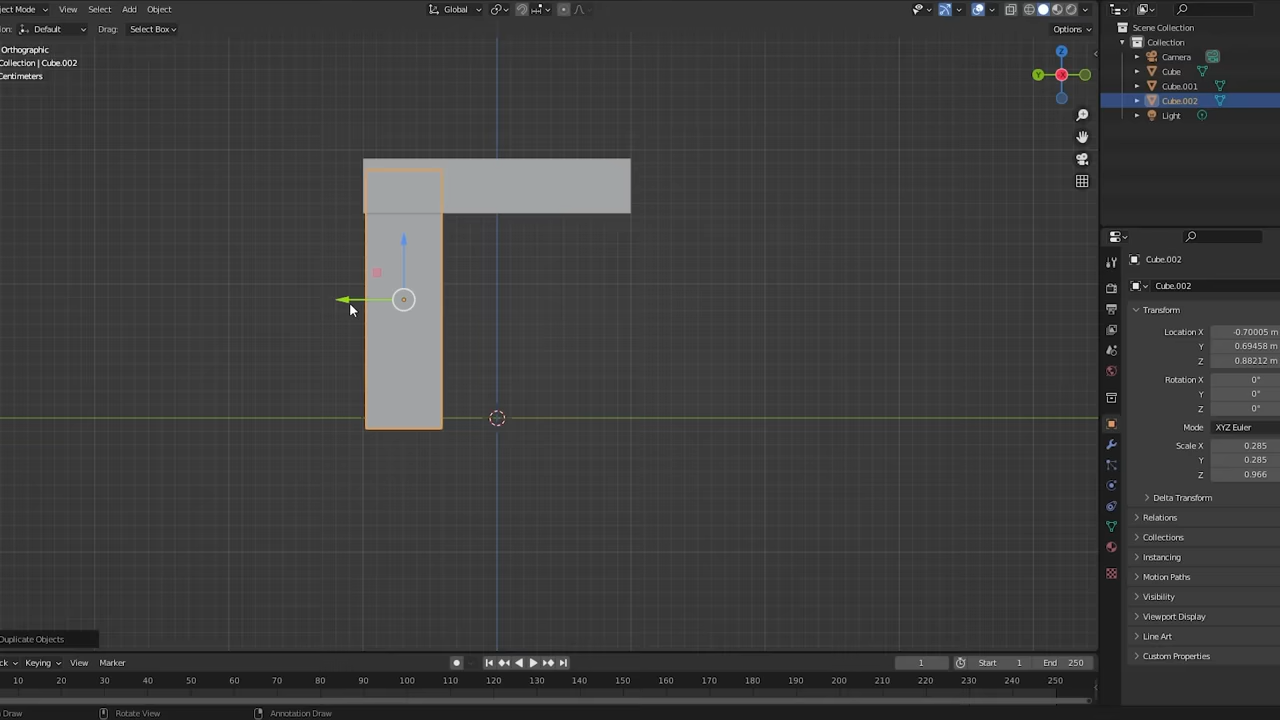 ject Mode View Select Add Object Global Options
on: Default Drag: Select Box
Orthographic
Collection | Cube.002
Centimeters
Z
Y
X
Scene Collection
Collection
Camera
Cube
Cube.001
Cube.002
Light
Cube.002
Cube.002
Transform
Location X -0.70005 m
Y 0.69458 m
Z 0.88212 m
Rotation X 0°
Y 0°
Z 0°
Mode XYZ Euler
Scale X 0.285
Y 0.285
Z 0.966
Delta Transform
Relations
Collections
Instancing
Motion Paths
Visibility
Viewport Display
Line Art
Custom Properties
Duplicate Objects
ck Keying View Marker 1 Start 1 End 250
10 20 30 40 50 60 70 80 90 100 110 120 130 140 150 160 170 180 190 200 210 220 230 240 250
Draw Rotate View Annotation Draw